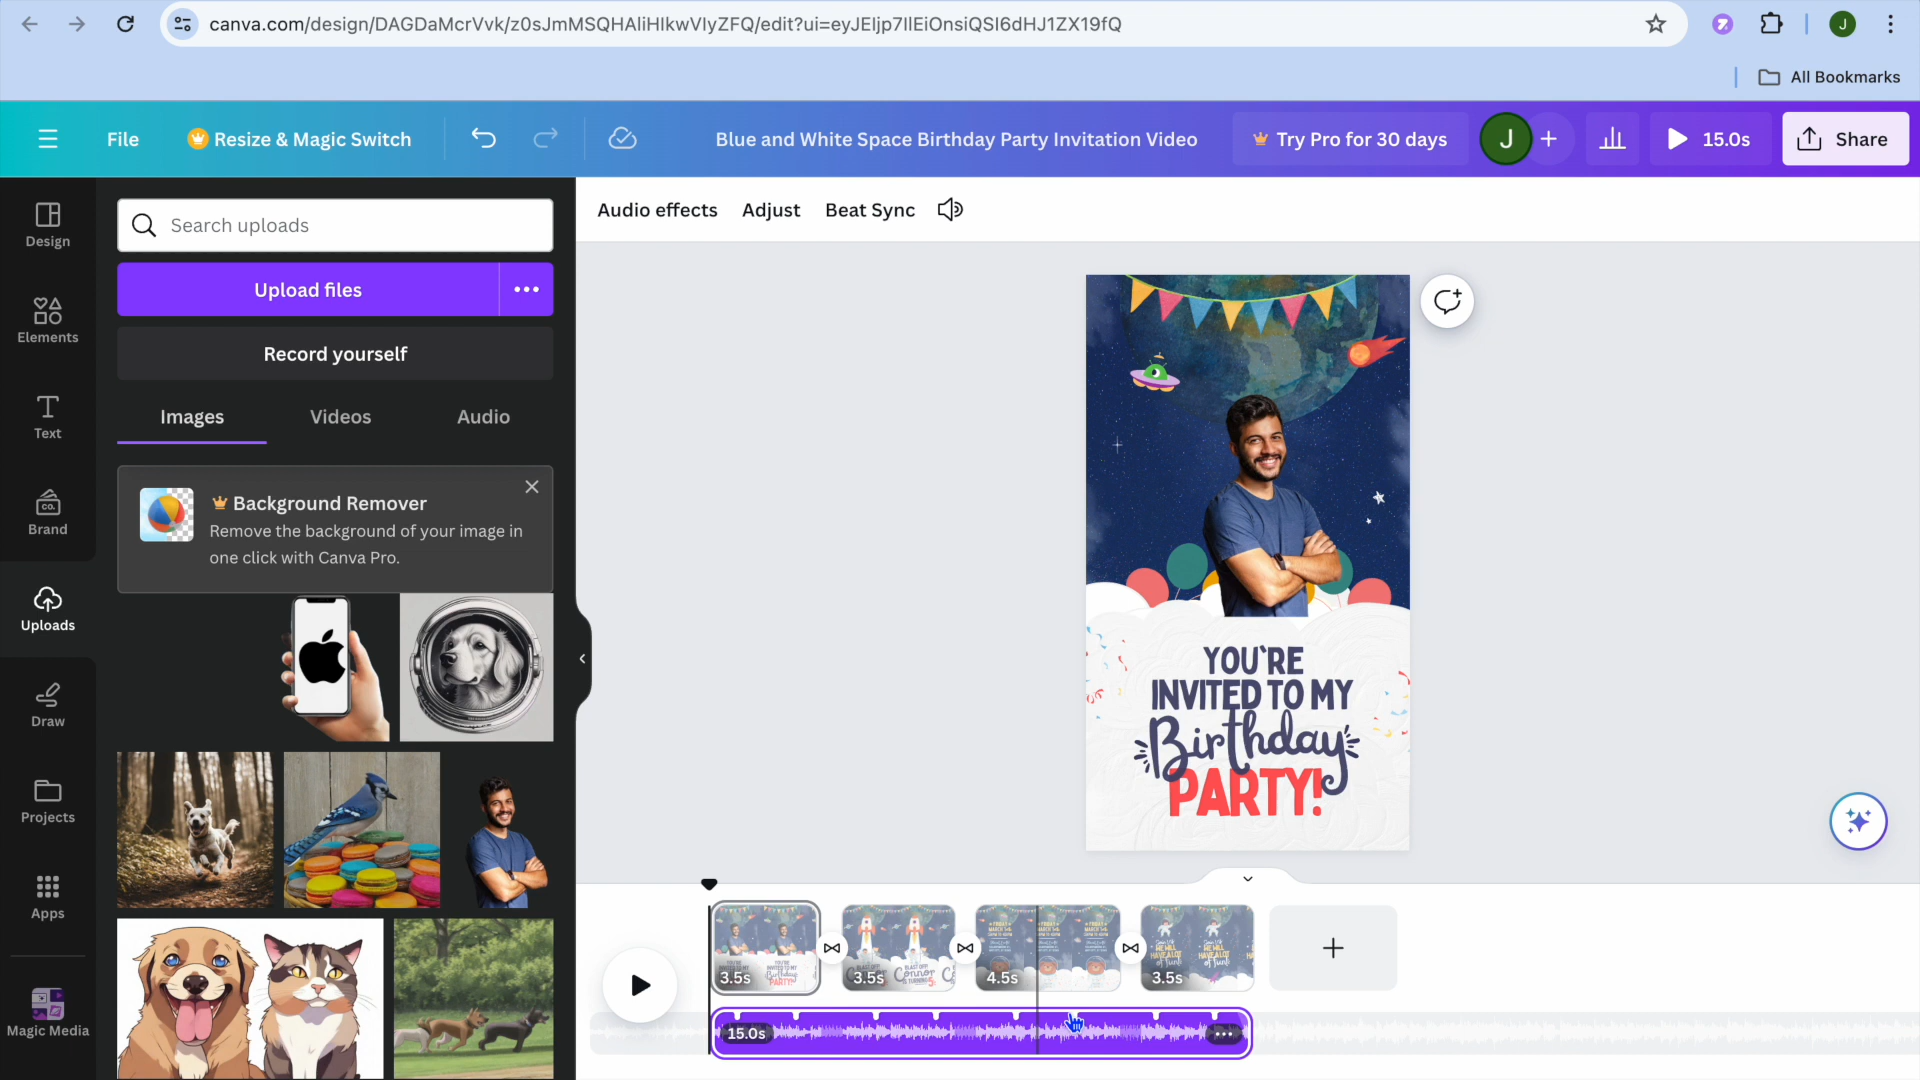 canva.com/design/DAGDaMcrVvk/z0sJmMSQHAliHlkwVIyZFQ/edit?ui=eyJEIjp7IlEiOnsiQSI6dHJ1ZX19fQ
J
All Bookmarks
File
Resize & Magic Switch
Blue and White Space Birthday Party Invitation Video
Try Pro for 30 days
J
15.0s
Share
Design
Elements
Text
CO.
Brand
Uploads
Draw
Projects
Apps
Magic Media
Search uploads
Upload files
Record yourself
Images
Videos
Audio
Background Remover
Remove the background of your image in
one click with Canva Pro.
Audio effects
Adjust
Beat Sync
YOU'RE
INVITED TO MY
Birthday
PARTY!
3.5s
3.5s
4.5s
3.5s
15.0s